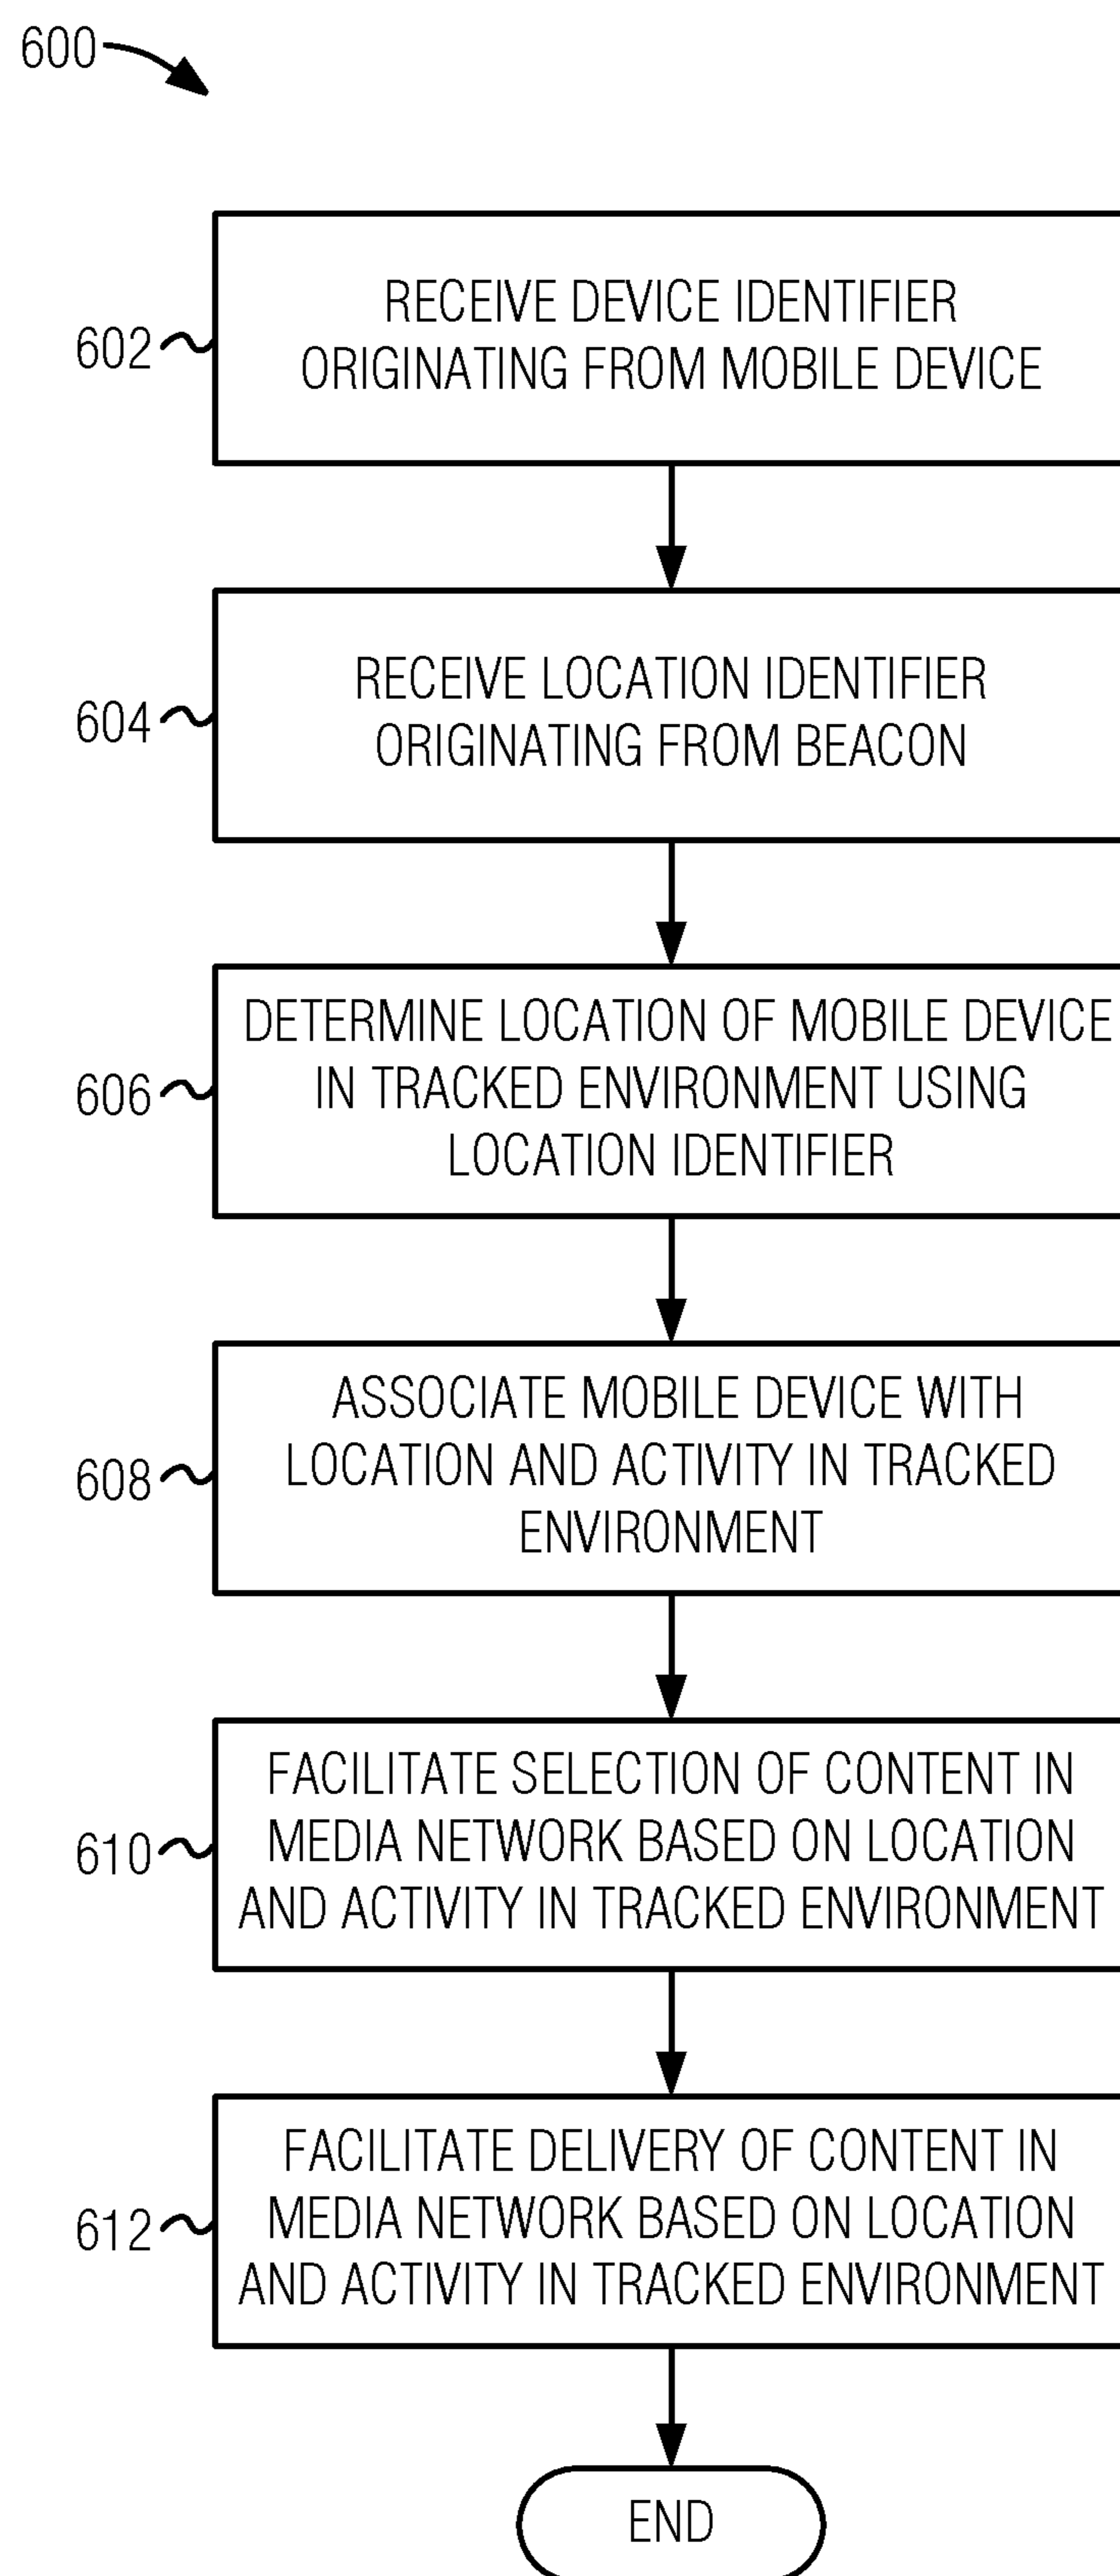 600
602
RECEIVE DEVICE IDENTIFIER
ORIGINATING FROM MOBILE DEVICE
604
RECEIVE LOCATION IDENTIFIER
ORIGINATING FROM BEACON
606
DETERMINE LOCATION OF MOBILE DEVICE
IN TRACKED ENVIRONMENT USING
LOCATION IDENTIFIER
608
ASSOCIATE MOBILE DEVICE WITH
LOCATION AND ACTIVITY IN TRACKED
ENVIRONMENT
610
FACILITATE SELECTION OF CONTENT IN
MEDIA NETWORK BASED ON LOCATION
AND ACTIVITY IN TRACKED ENVIRONMENT
612
FACILITATE DELIVERY OF CONTENT IN
MEDIA NETWORK BASED ON LOCATION
AND ACTIVITY IN TRACKED ENVIRONMENT
END